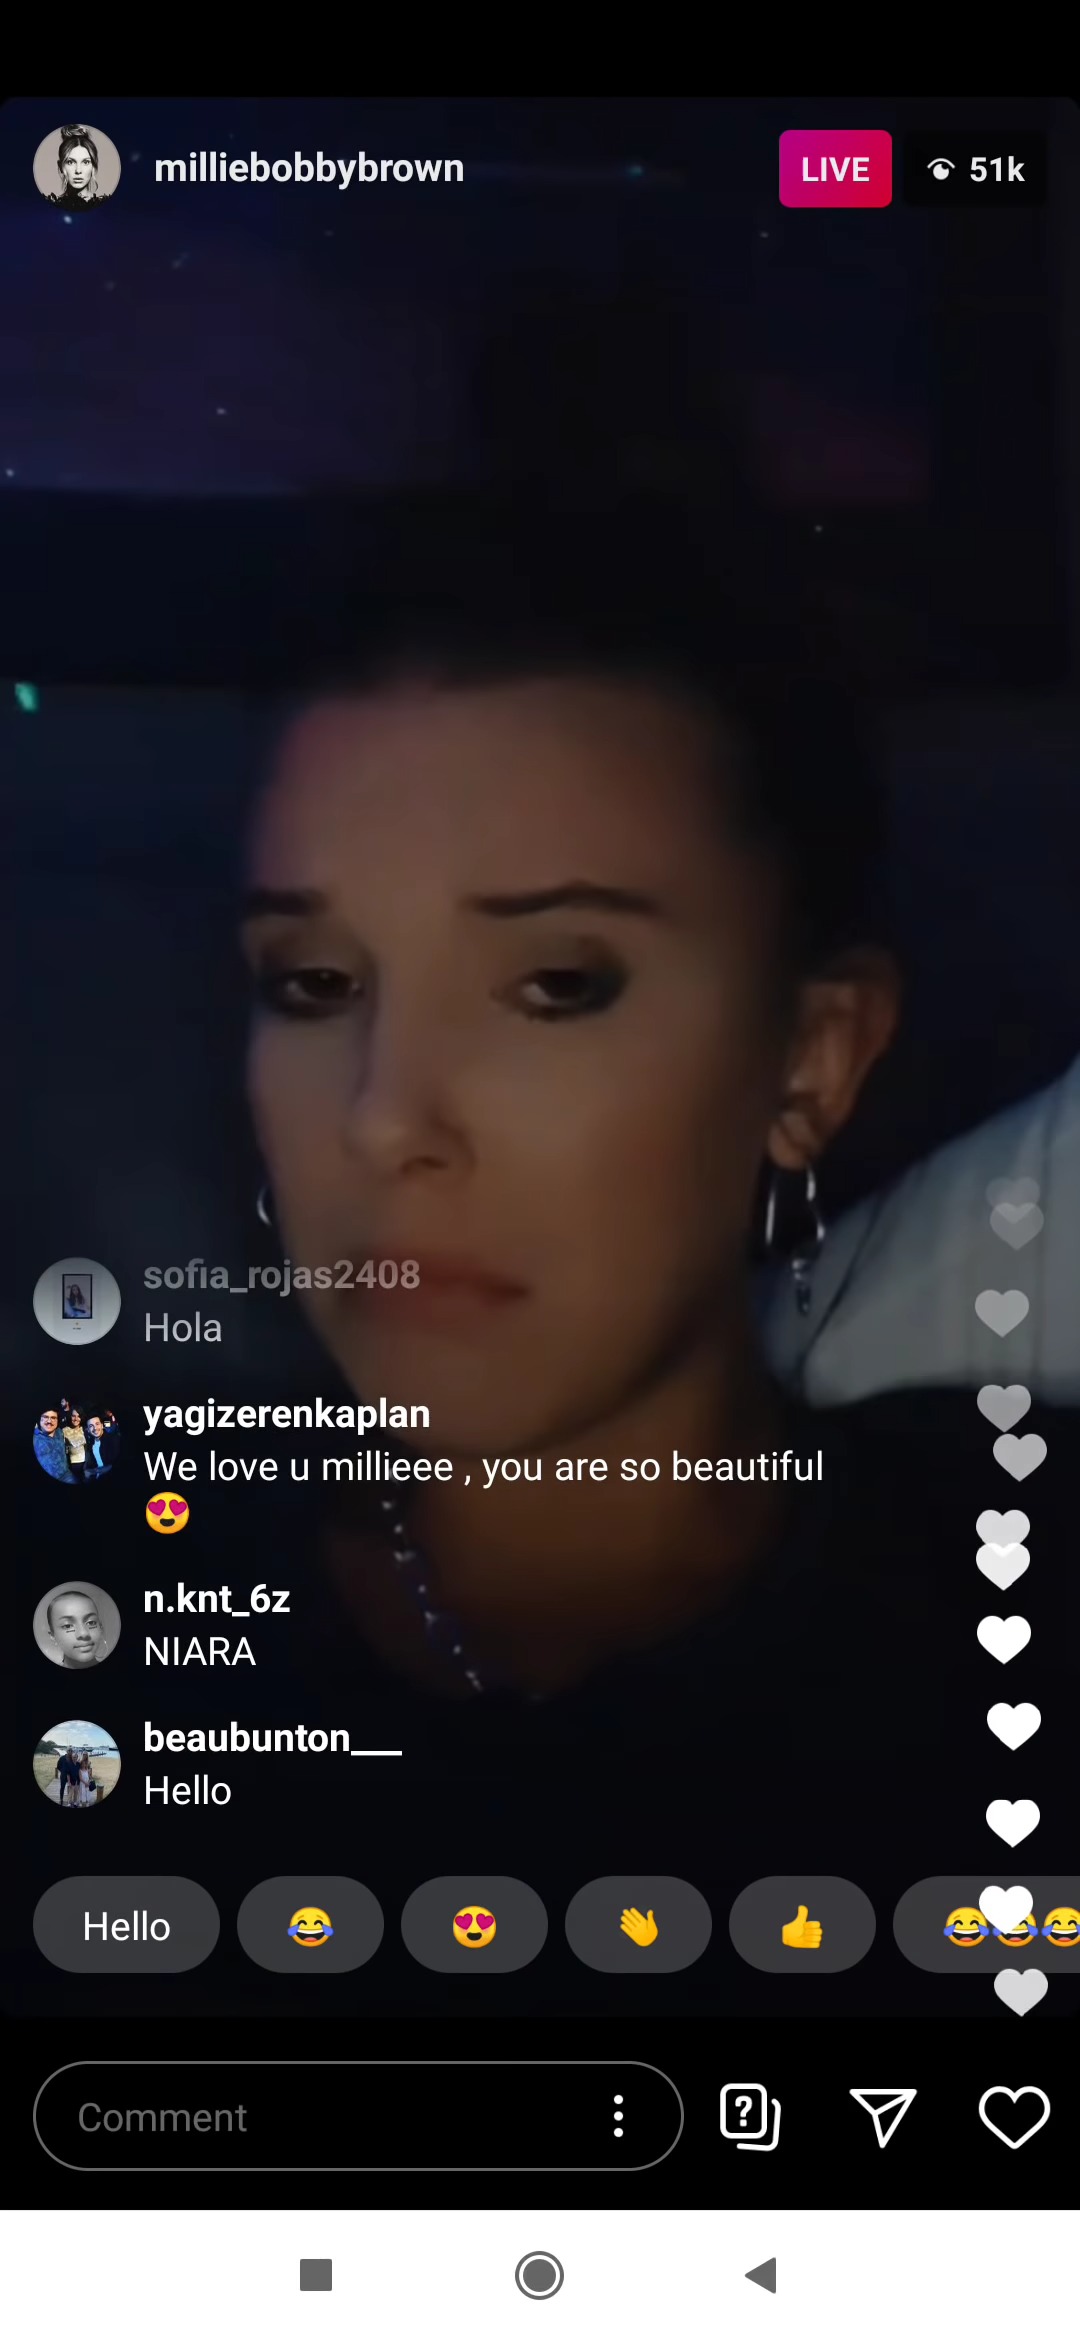 milliebobbybrown LIVE 51k
sofia_rojas2408
Hola
yagizerenkaplan
We love u millieee , you are so beautiful
😍
n.knt_6z
NIARA
beaubunton___
Hello
Hello 😂 😍 👋 👍 😂😂😂
Comment